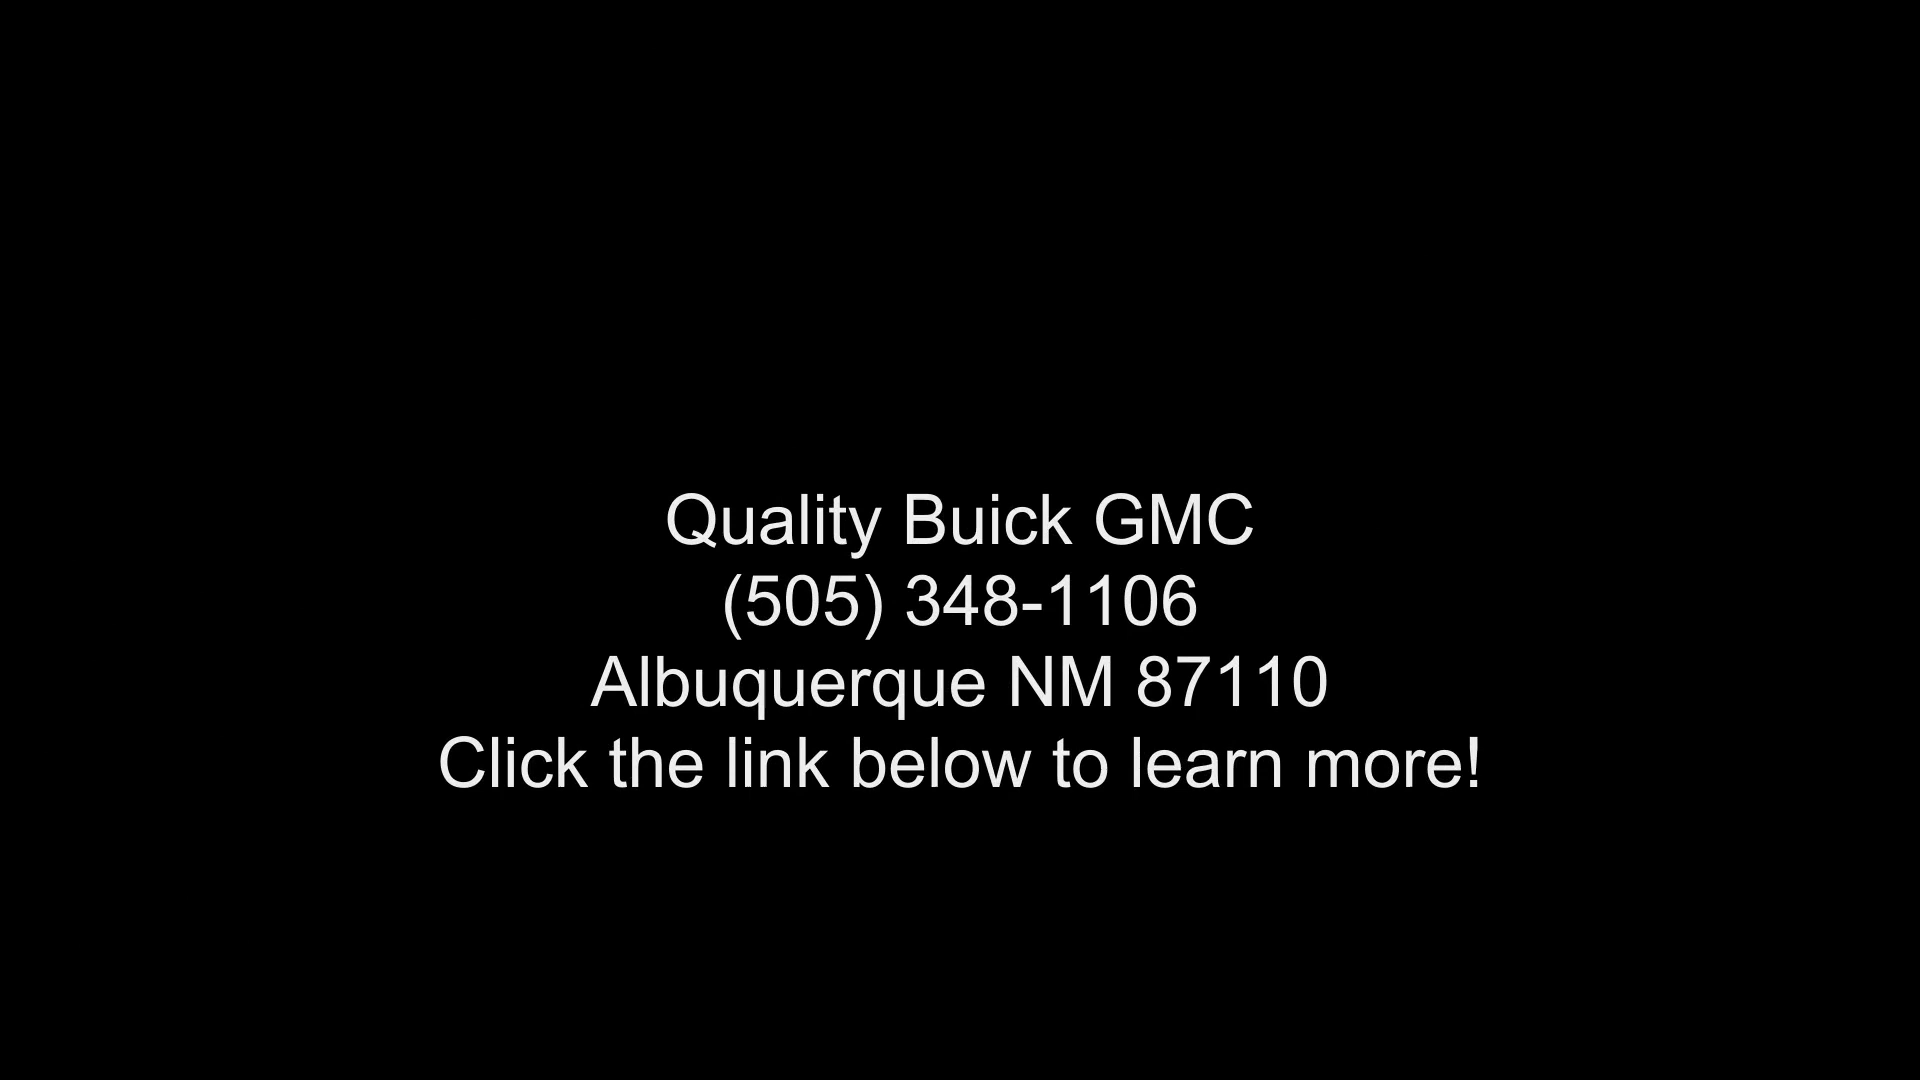 Quality Buick GMC
(505) 348-1106
Albuquerque NM 87110
Click the link below to learn more!